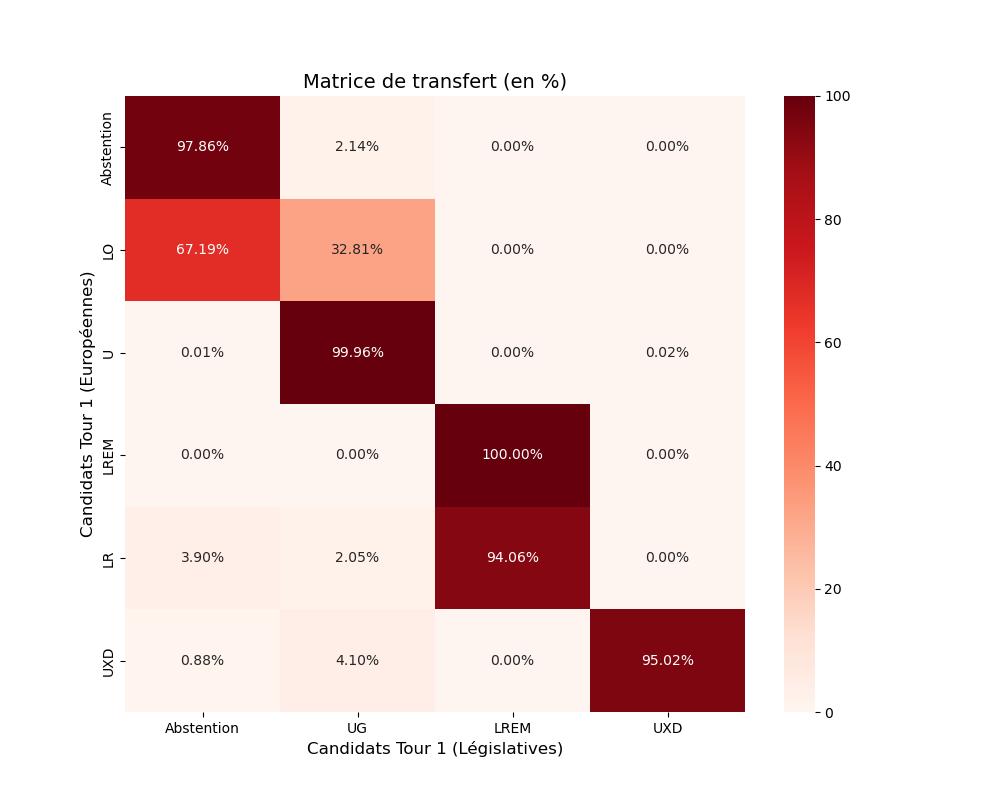 Matrice de transfert (en %)
Candidats Tour 1 (Européennes)
Abstention 97.86% 2.14% 0.00% 0.00%
LO 67.19% 32.81% 0.00% 0.00%
U 0.01% 99.96% 0.00% 0.02%
LREM 0.00% 0.00% 100.00% 0.00%
LR 3.90% 2.05% 94.06% 0.00%
UXD 0.88% 4.10% 0.00% 95.02%
Abstention UG LREM UXD
Candidats Tour 1 (Législatives)
100
80
60
40
20
0